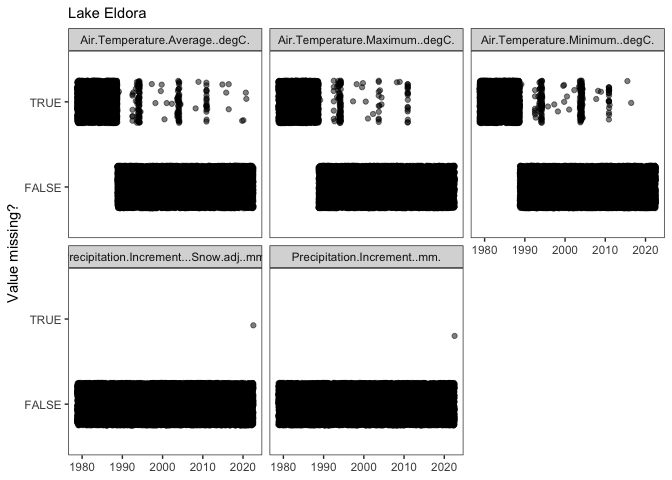 Lake Eldora
Air.Temperature.Average..degC. Air.Temperature.Maximum..degC. Air.Temperature.Minimum..degC.
TRUE
FALSE
1980 1990 2000 2010 2020
recipitation.Increment...Snow.adj..mm Precipitation.Increment..mm.
TRUE
FALSE
1980 1990 2000 2010 2020 1980 1990 2000 2010 2020
Value missing?